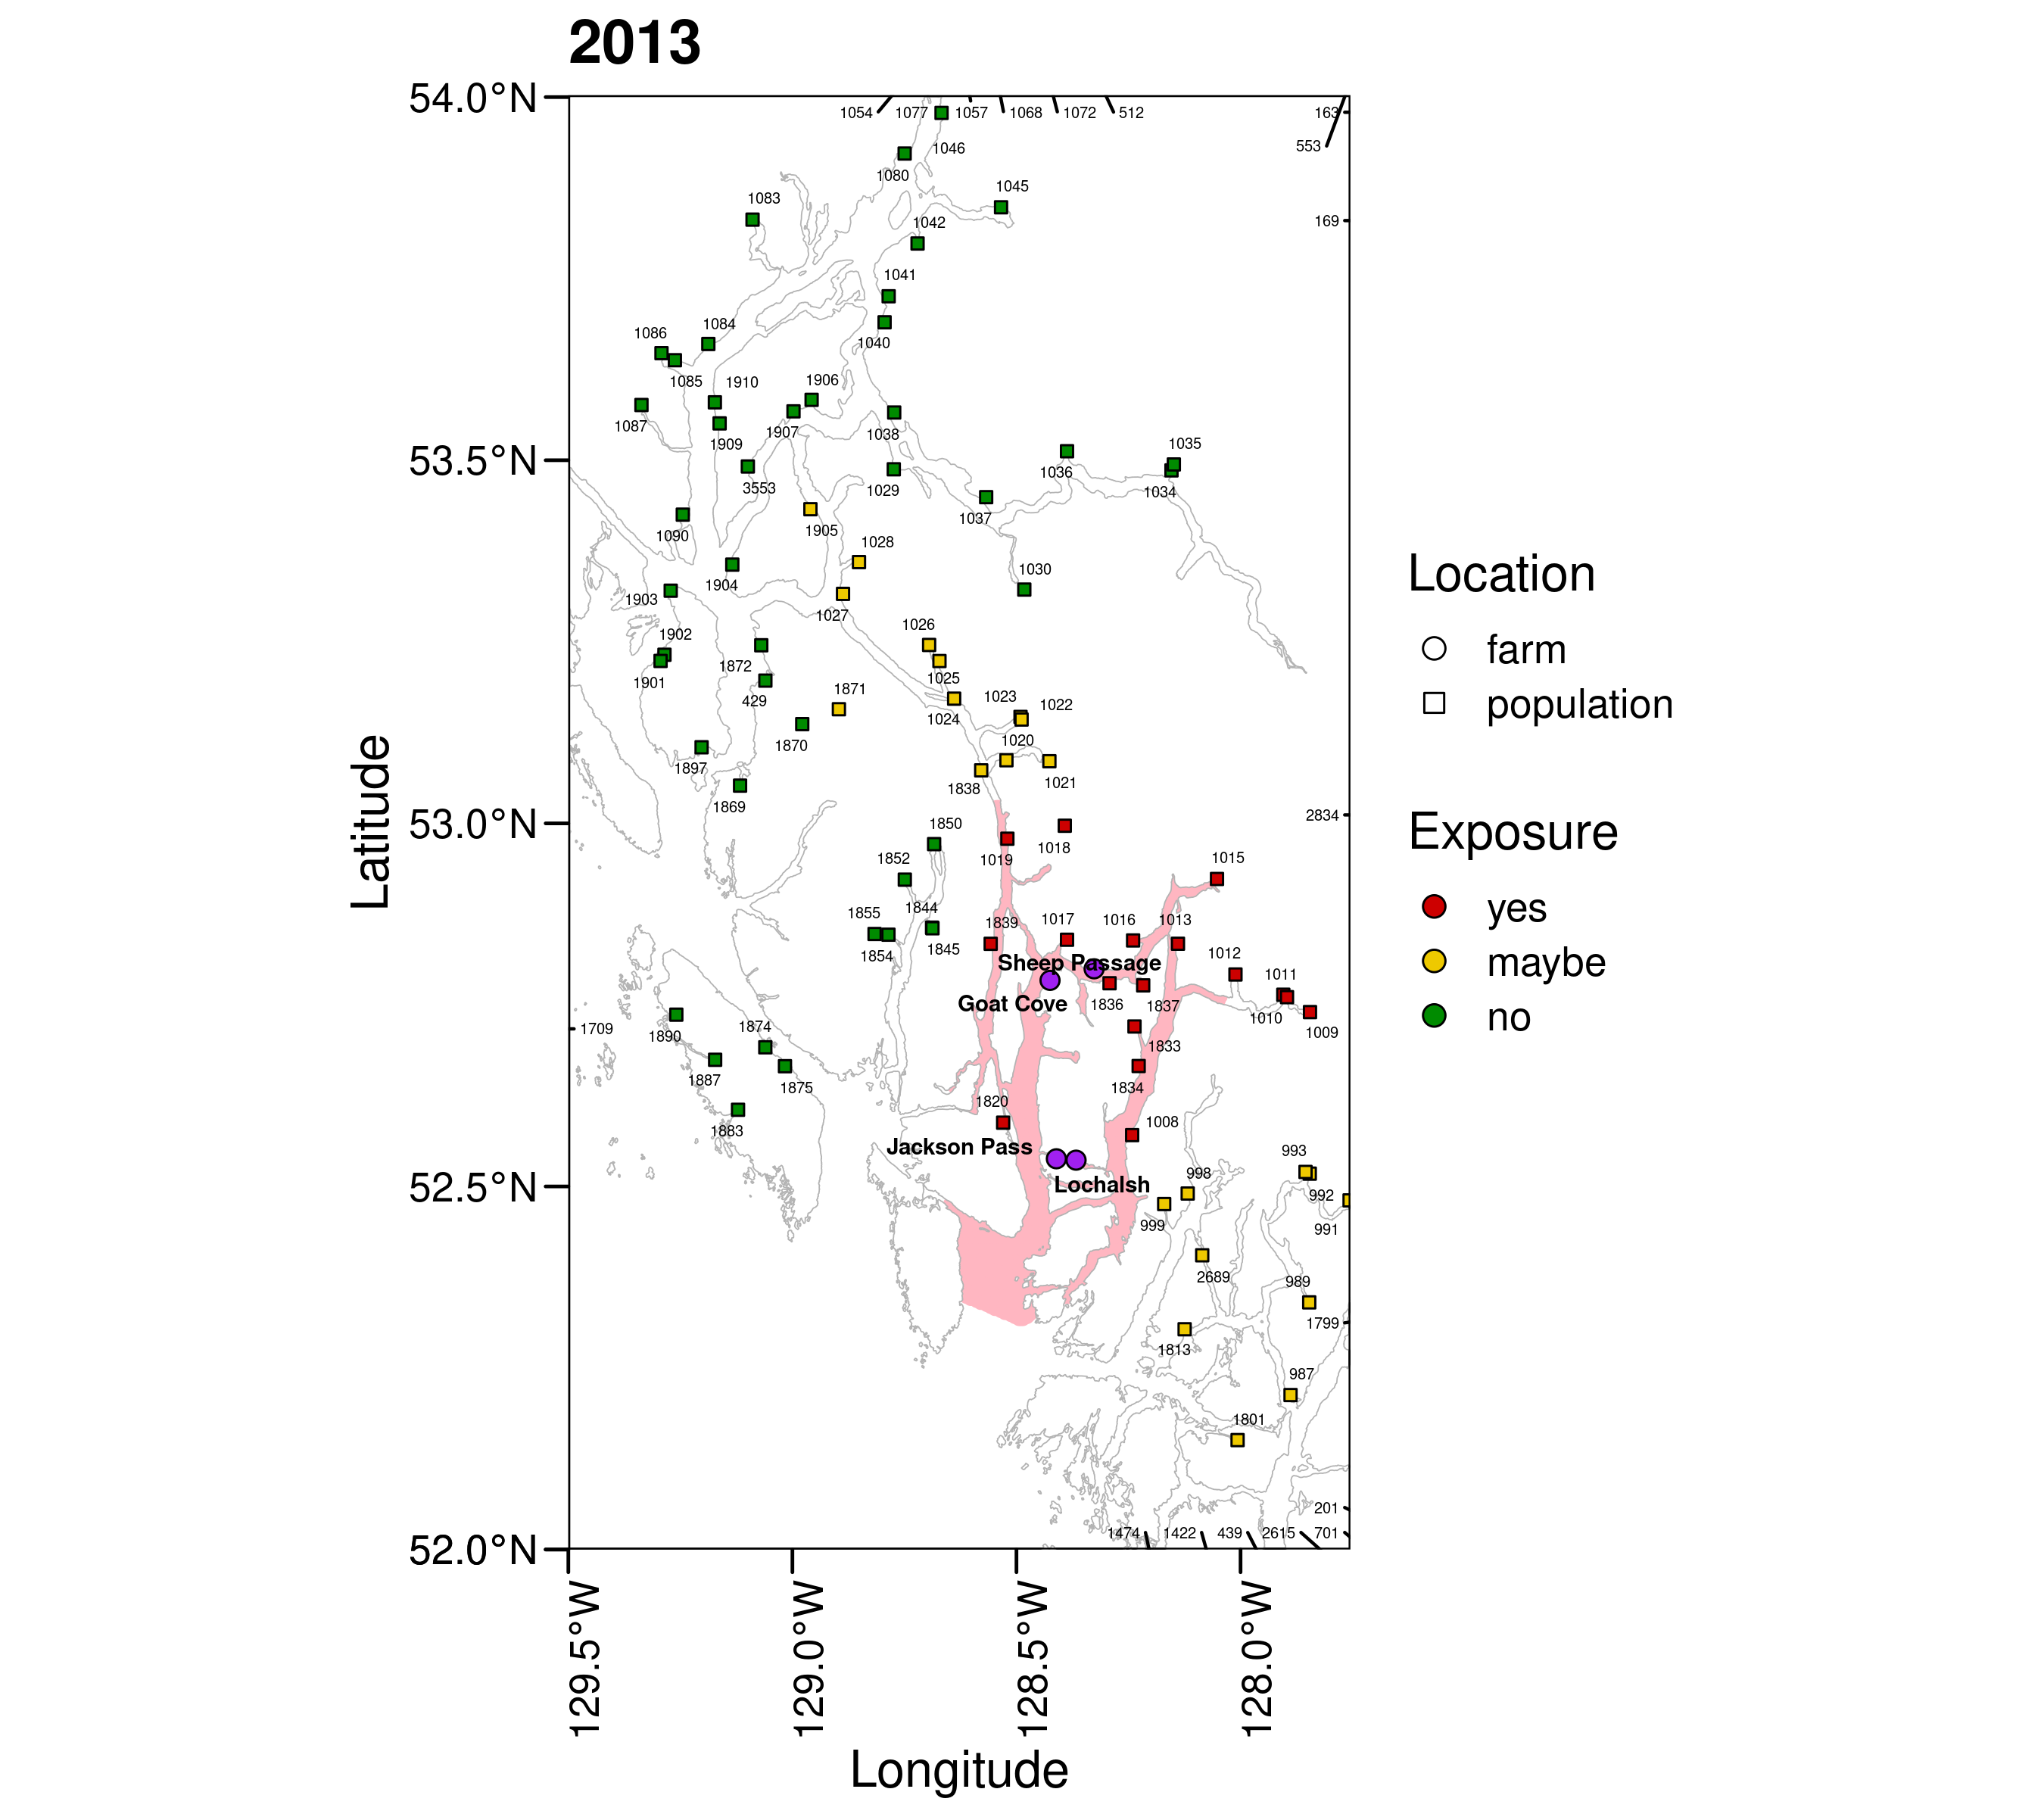 2013
54.0°N
53.5°N
53.0°N
52.5°N
52.0°N
Latitude
1054 1077 1057 1068 1072 512 163
553
1046
1080
1045
1083
169
1042
1041
1084
1086
1040
1085 1910 1906
1087
1907 1038
1909
1035
1036
3553 1029 1034
1037
1905
1090
1028
1030
1904
1903
1027
1026
1902
1872
1025
1901
1871
429
1023 1022
1024
1020
1870
1897
1021
1838
1869
2834
1850
1018
1852 1019
1015
1844
1855
1839 1017 1016 1013
1845
1854
1012
Sheep Passage
1011
Goat Cove
1836 1837
1010
1709
1874
1009
1890
1833
1887 1875
1834
1820
1008
1883
Jackson Pass
993
998
Lochalsh
992
999
991
2689
989
1799
1813
987
1801
201
1474 1422 439 2615 701
129.5°W
129.0°W
128.5°W
128.0°W
Longitude
Location
farm
population
Exposure
yes
maybe
no